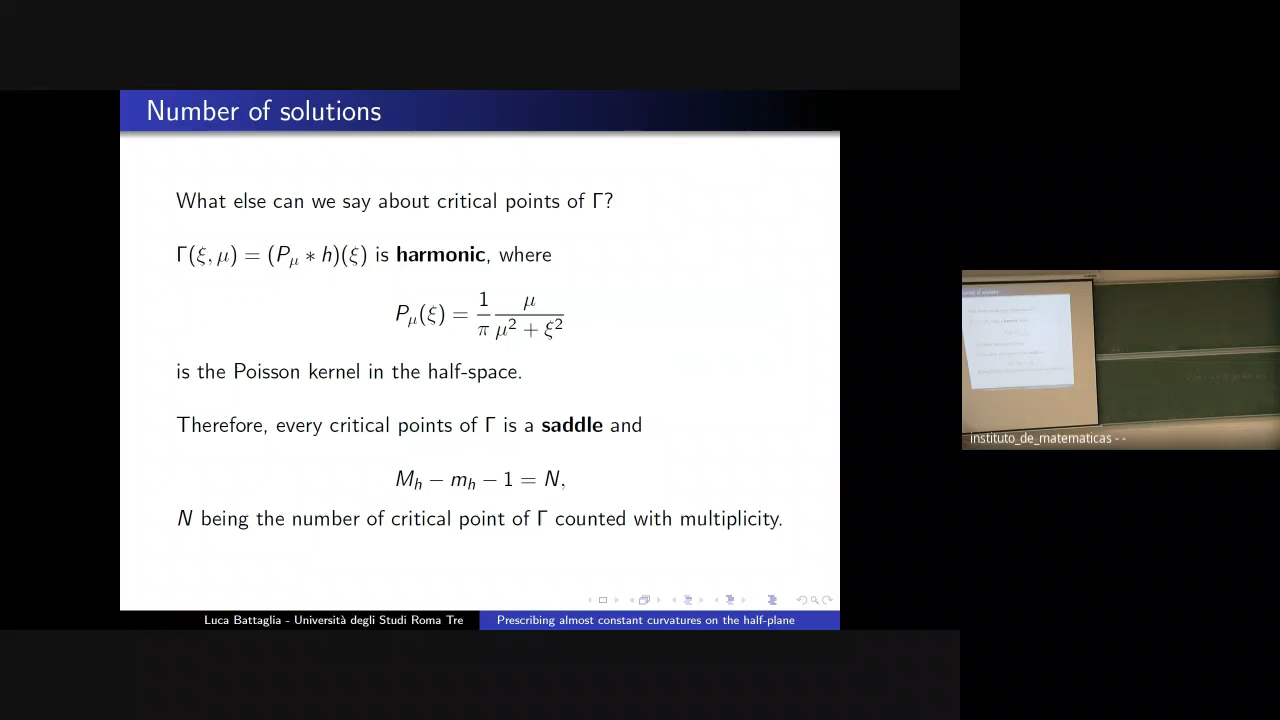 Number of solutions
What else can we say about critical points of Γ?
Γ(ξ, μ) = (P_μ * h)(ξ) is harmonic, where
P_μ(ξ) = 1/π μ/(μ² + ξ²)
is the Poisson kernel in the half-space.
Therefore, every critical points of Γ is a saddle and
M_h − m_h − 1 = N,
N being the number of critical point of Γ counted with multiplicity.
Luca Battaglia - Università degli Studi Roma Tre
Prescribing almost constant curvatures on the half-plane
instituto_de_matematicas - -